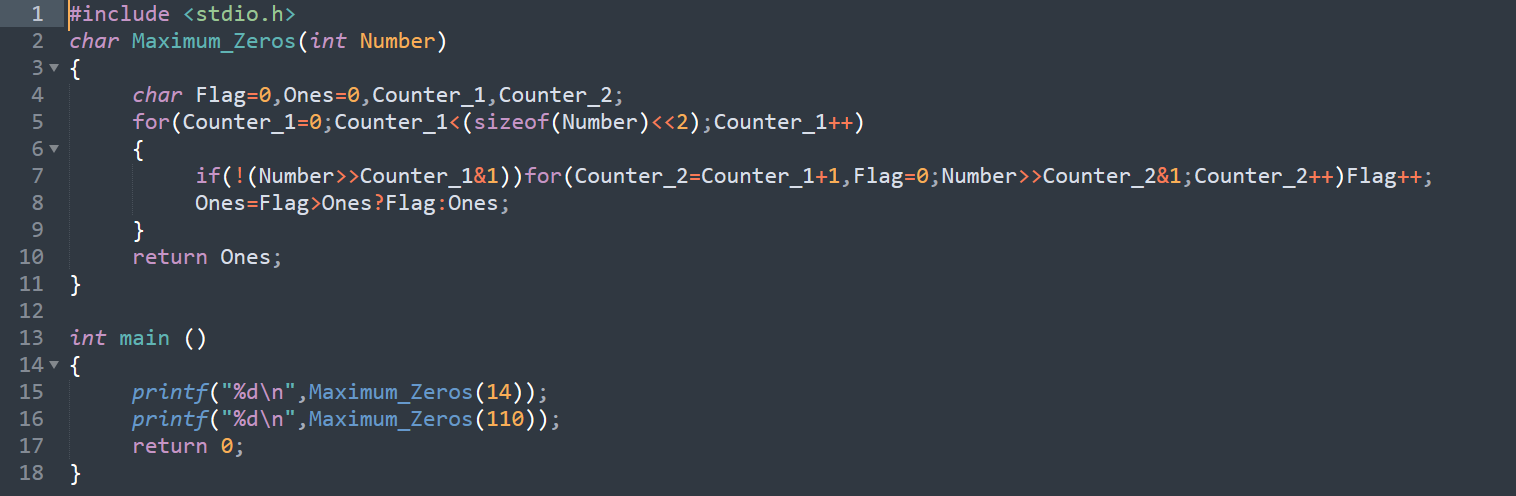 1 #include <stdio.h>
2 char Maximum_Zeros(int Number)
3 {
4 char Flag=0,Ones=0,Counter_1,Counter_2;
5 for(Counter_1=0;Counter_1<(sizeof(Number)<<2);Counter_1++)
6 {
7 if(!(Number>>Counter_1&1))for(Counter_2=Counter_1+1,Flag=0;Number>>Counter_2&1;Counter_2++)Flag++;
8 Ones=Flag>Ones?Flag:Ones;
9 }
10 return Ones;
11 }
12
13 int main ()
14 {
15 printf("%d\n",Maximum_Zeros(14));
16 printf("%d\n",Maximum_Zeros(110));
17 return 0;
18 }